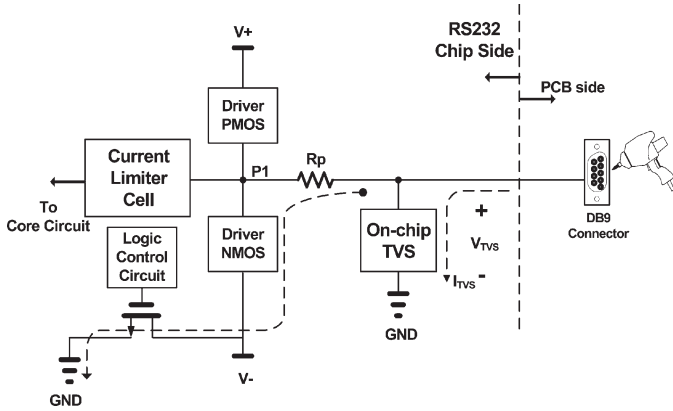 RS232
Chip Side
PCB side
V+
Driver
PMOS
Current
Limiter
Cell
P1
Rp
To
Core Circuit
Driver
NMOS
Logic
Control
Circuit
On-chip
TVS
+
VTVS
ITVS -
DB9
Connector
GND
V-
GND